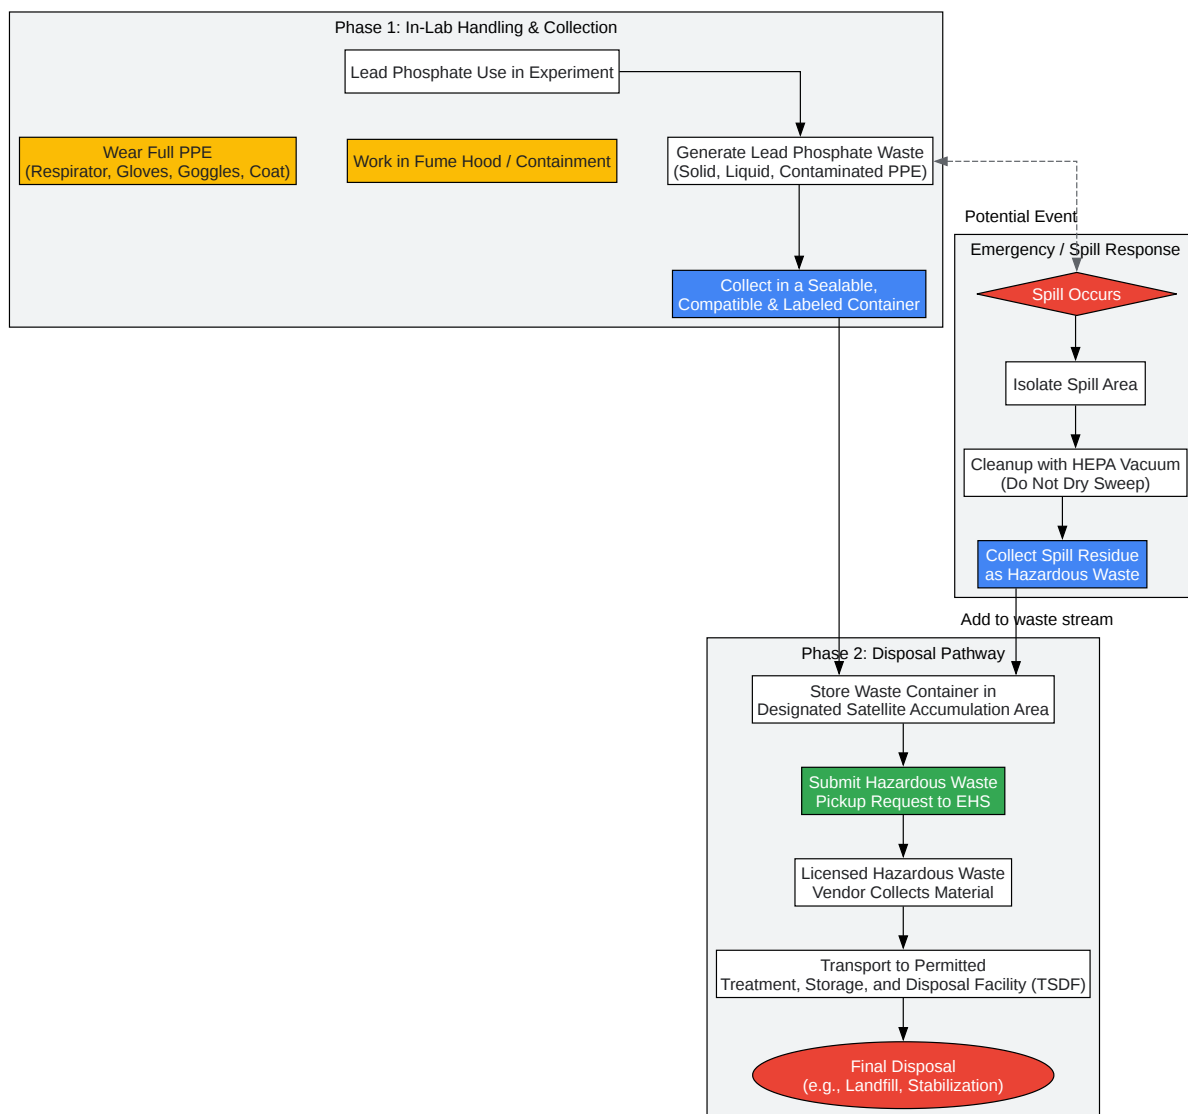 Phase 1: In-Lab Handling & Collection
Lead Phosphate Use in Experiment
Wear Full PPE
(Respirator, Gloves, Goggles, Coat)
Work in Fume Hood / Containment
Generate Lead Phosphate Waste
(Solid, Liquid, Contaminated PPE)
Collect in a Sealable,
Compatible & Labeled Container
Potential Event
Emergency / Spill Response
Spill Occurs
Isolate Spill Area
Cleanup with HEPA Vacuum
(Do Not Dry Sweep)
Collect Spill Residue
as Hazardous Waste
Add to waste stream
Phase 2: Disposal Pathway
Store Waste Container in
Designated Satellite Accumulation Area
Submit Hazardous Waste
Pickup Request to EHS
Licensed Hazardous Waste
Vendor Collects Material
Transport to Permitted
Treatment, Storage, and Disposal Facility (TSDF)
Final Disposal
(e.g., Landfill, Stabilization)